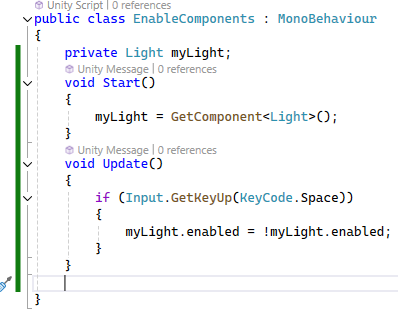 Unity Script | 0 references
public class EnableComponents : MonoBehaviour
{
    private Light myLight;
    Unity Message | 0 references
    void Start()
    {
        myLight = GetComponent<Light>();
    }
    Unity Message | 0 references
    void Update()
    {
        if (Input.GetKeyUp(KeyCode.Space))
        {
            myLight.enabled = !myLight.enabled;
        }
    }
}